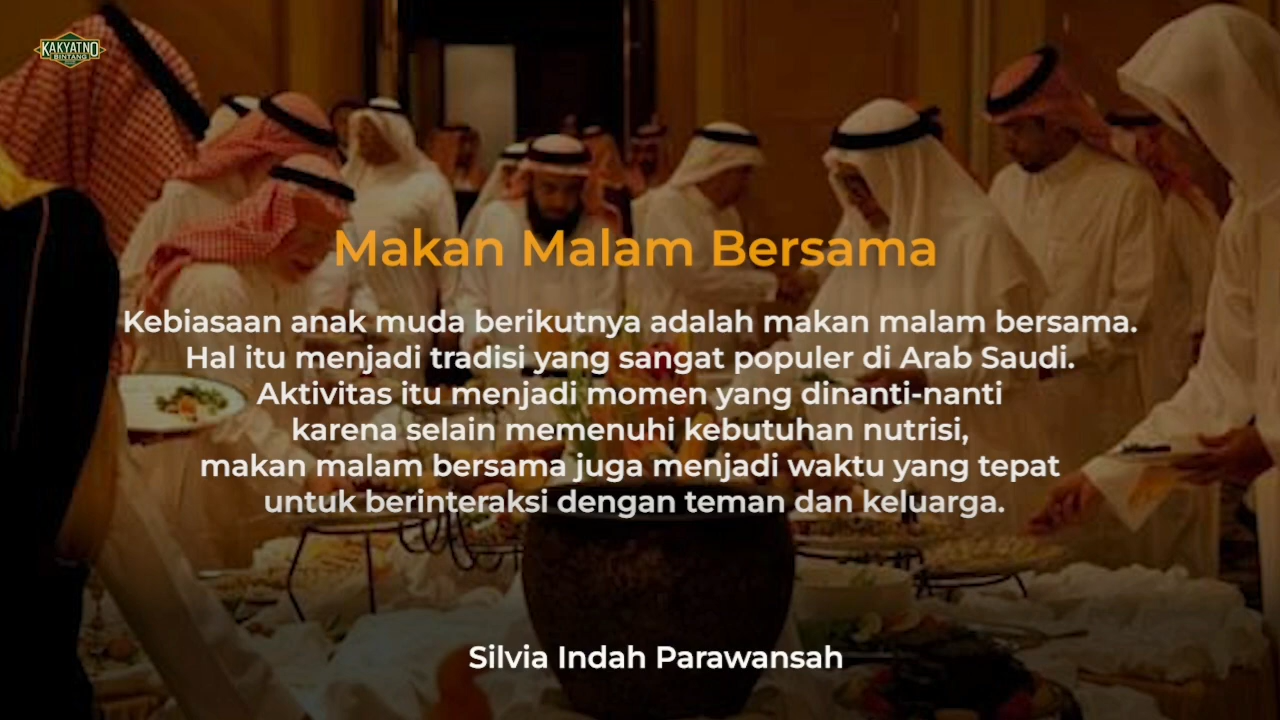 KAKYATNO
BINTANG
Makan Malam Bersama
Kebiasaan anak muda berikutnya adalah makan malam bersama.
Hal itu menjadi tradisi yang sangat populer di Arab Saudi.
Aktivitas itu menjadi momen yang dinanti-nanti
karena selain memenuhi kebutuhan nutrisi,
makan malam bersama juga menjadi waktu yang tepat
untuk berinteraksi dengan teman dan keluarga.
Silvia Indah Parawansah